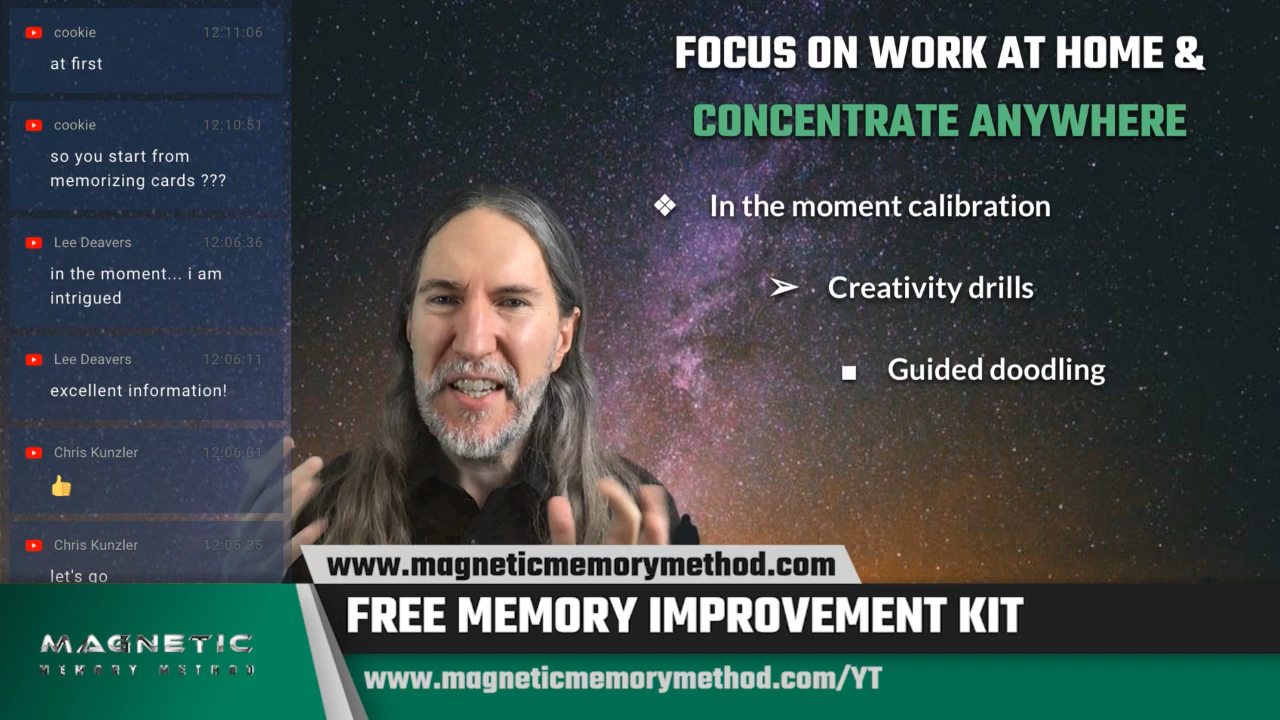 cookie 12:11:06
at first
cookie 12:10:51
so you start from
memorizing cards ???
Lee Deavers 12:06:36
in the moment... i am
intrigued
Lee Deavers 12:06:11
excellent information!
Chris Kunzler 12:06:01
👍
Chris Kunzler 12:05:35
let's go
FOCUS ON WORK AT HOME &
CONCENTRATE ANYWHERE
❖ In the moment calibration
➢ Creativity drills
▪ Guided doodling
www.magneticmemorymethod.com
FREE MEMORY IMPROVEMENT KIT
www.magneticmemorymethod.com/YT
MAGNETIC
MEMORY METHOD